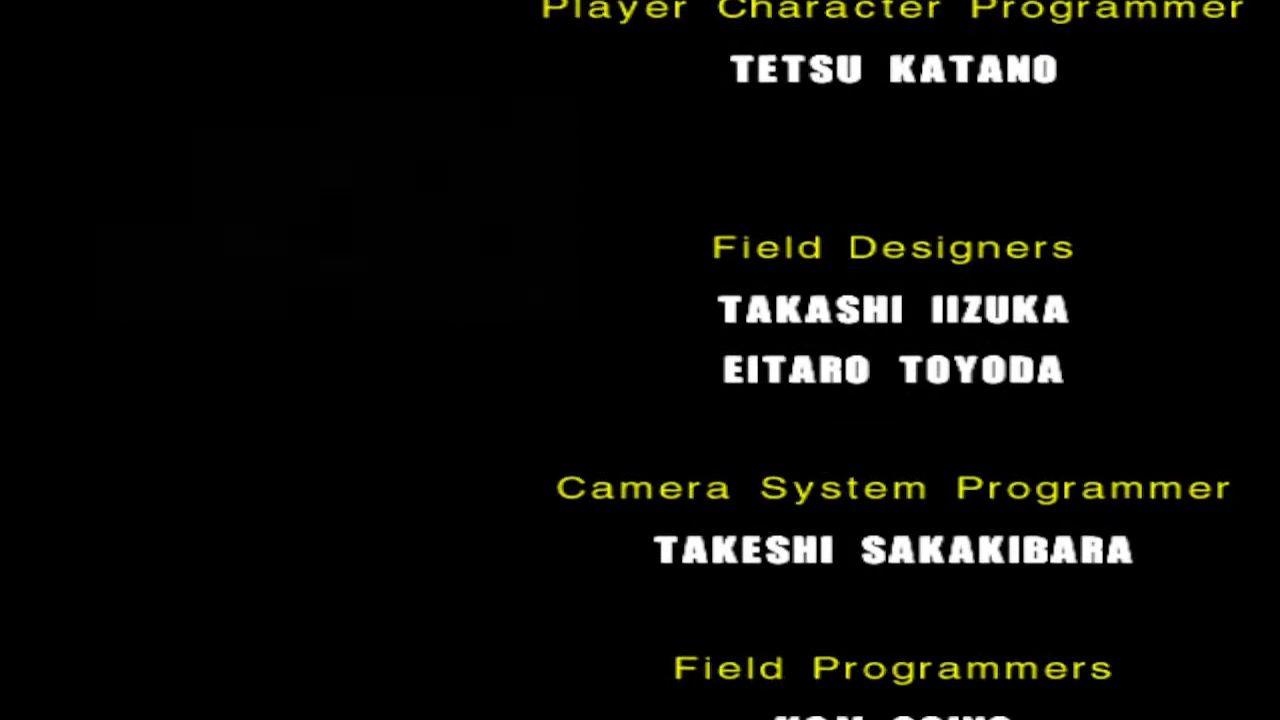 Player Character Programmer
TETSU KATANO
Field Designers
TAKASHI IIZUKA
EITARO TOYODA
Camera System Programmer
TAKESHI SAKAKIBARA
Field Programmers